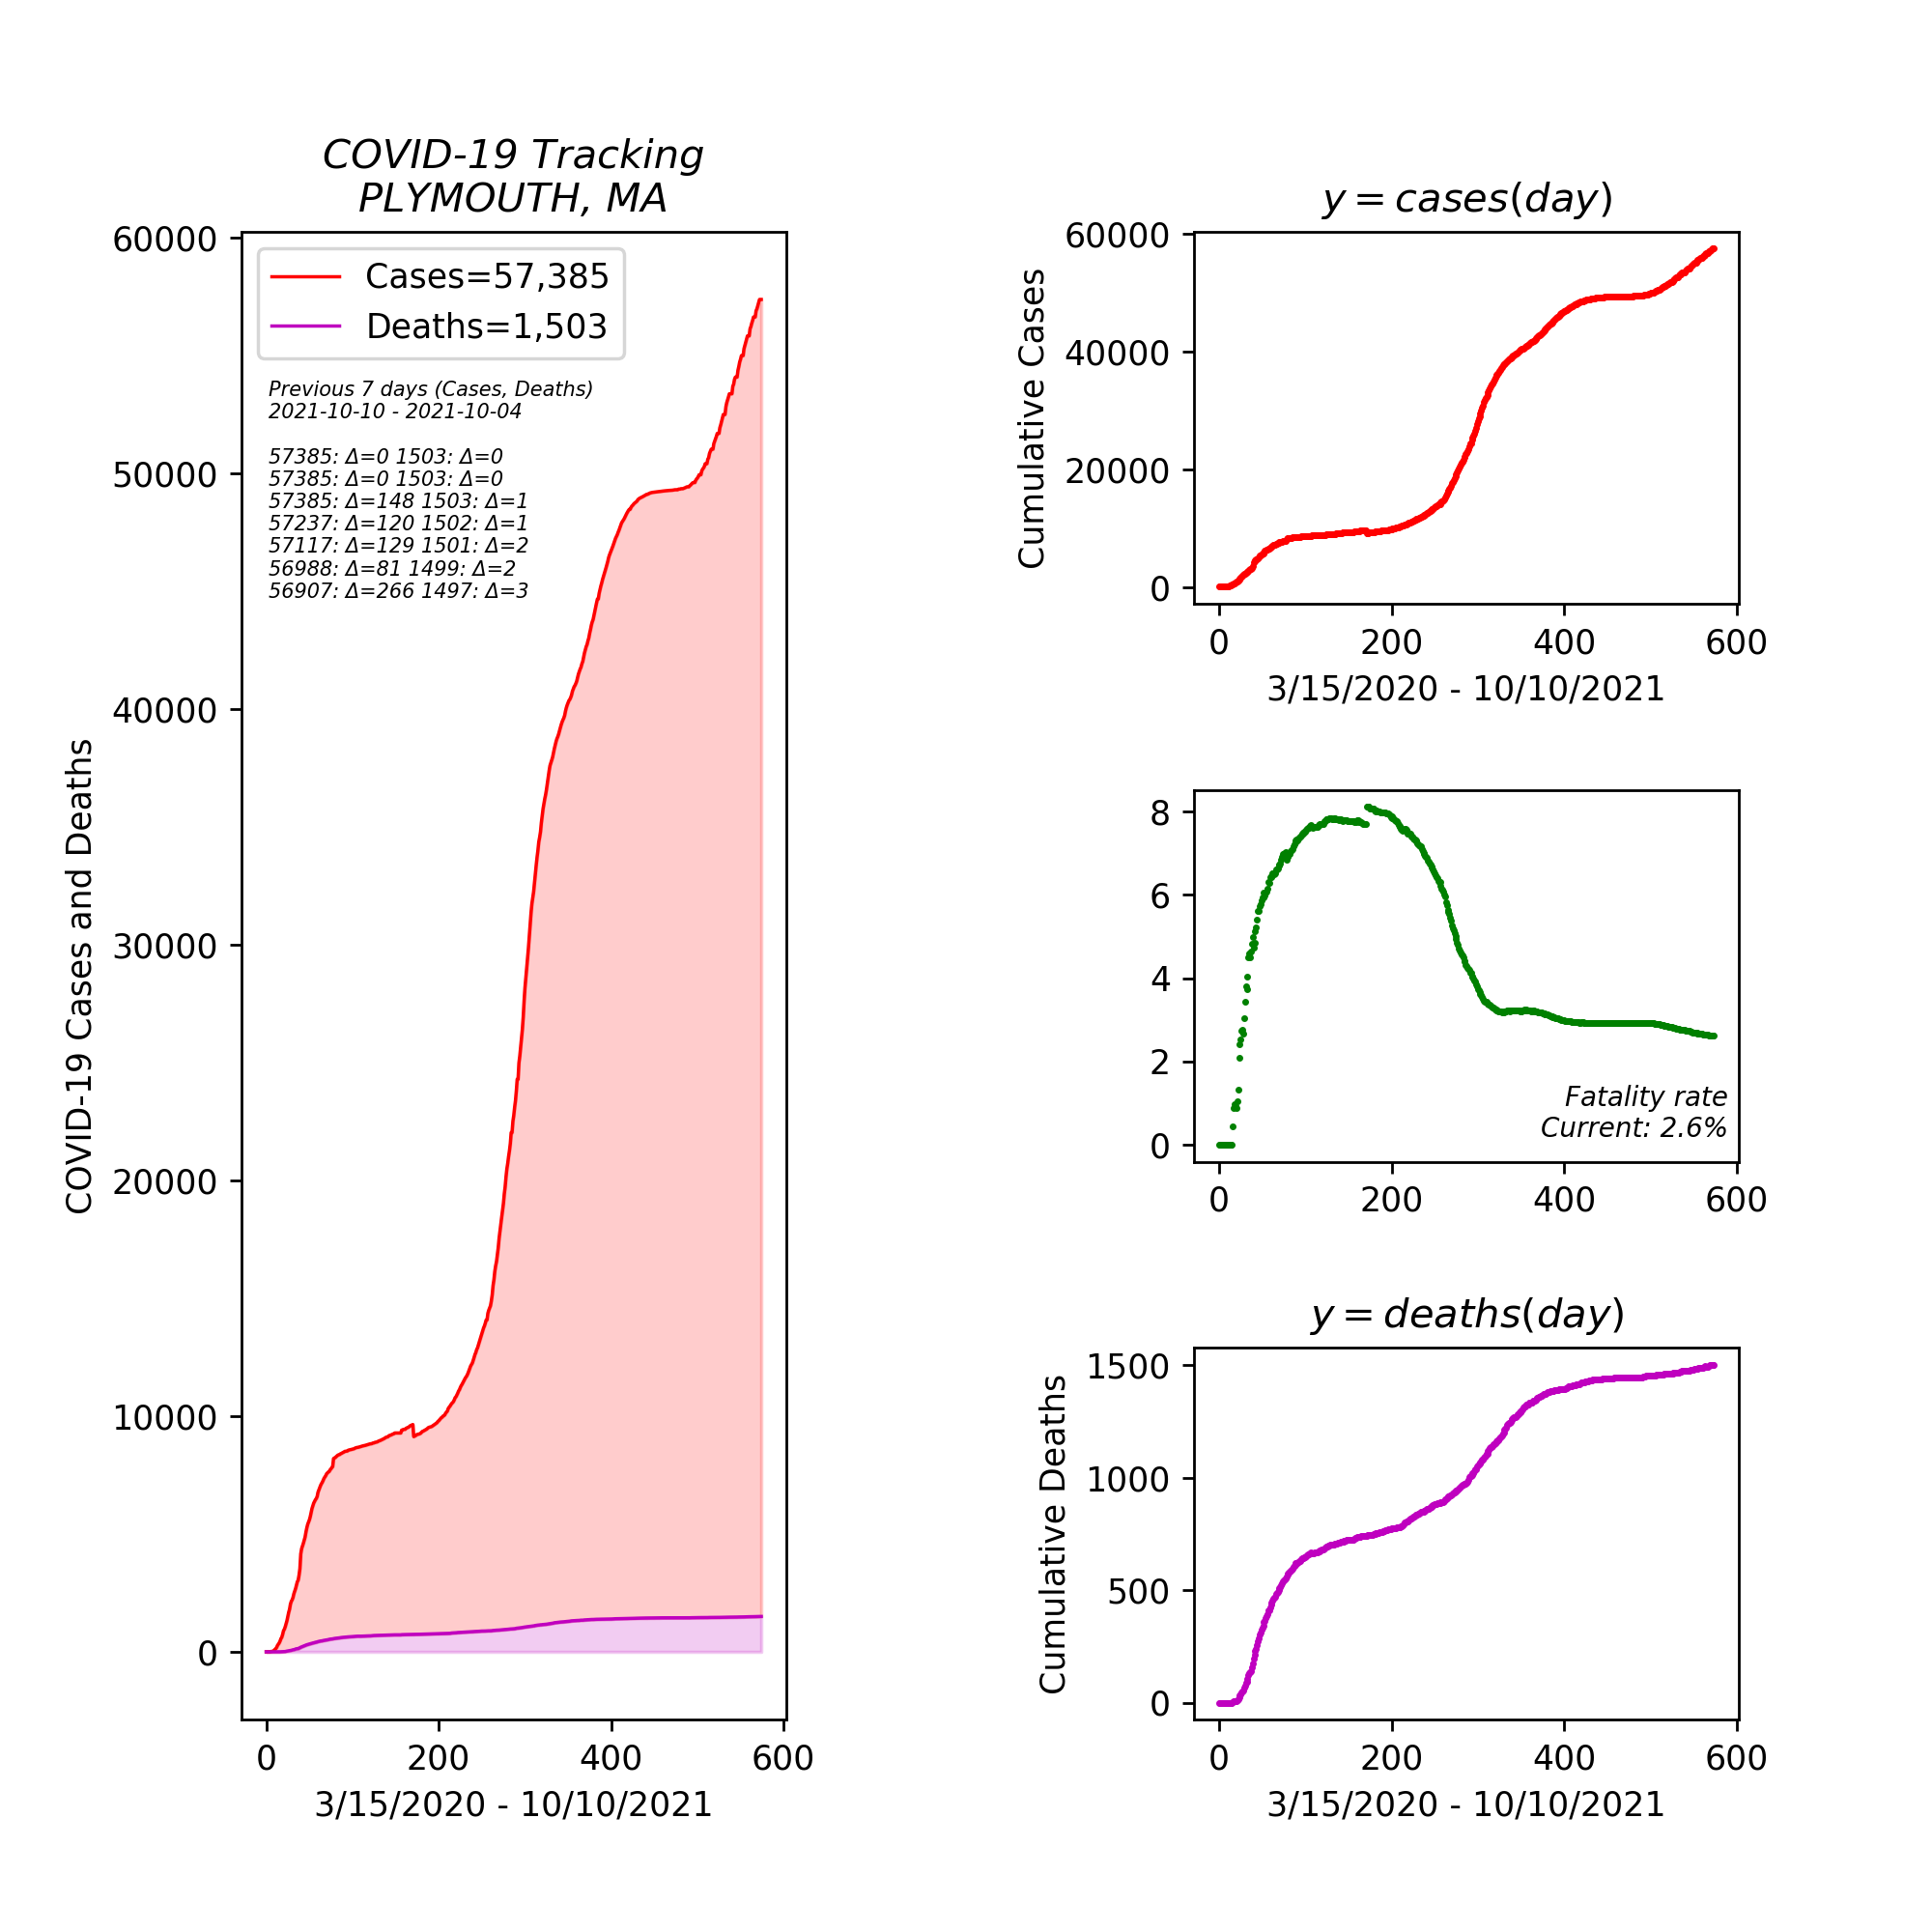 COVID-19 Tracking
PLYMOUTH, MA
60000
50000
40000
30000
20000
10000
0
COVID-19 Cases and Deaths
Cases=57,385
Deaths=1,503
Previous 7 days (Cases, Deaths)
2021-10-10 - 2021-10-04
57385: Δ=0 1503: Δ=0
57385: Δ=0 1503: Δ=0
57385: Δ=148 1503: Δ=1
57237: Δ=120 1502: Δ=1
57117: Δ=129 1501: Δ=2
56988: Δ=81 1499: Δ=2
56907: Δ=266 1497: Δ=3
0 200 400 600
3/15/2020 - 10/10/2021
y = cases(day)
60000
40000
20000
0
Cumulative Cases
0 200 400 600
3/15/2020 - 10/10/2021
8
6
4
2
0
Fatality rate
Current: 2.6%
0 200 400 600
y = deaths(day)
1500
1000
500
0
Cumulative Deaths
0 200 400 600
3/15/2020 - 10/10/2021